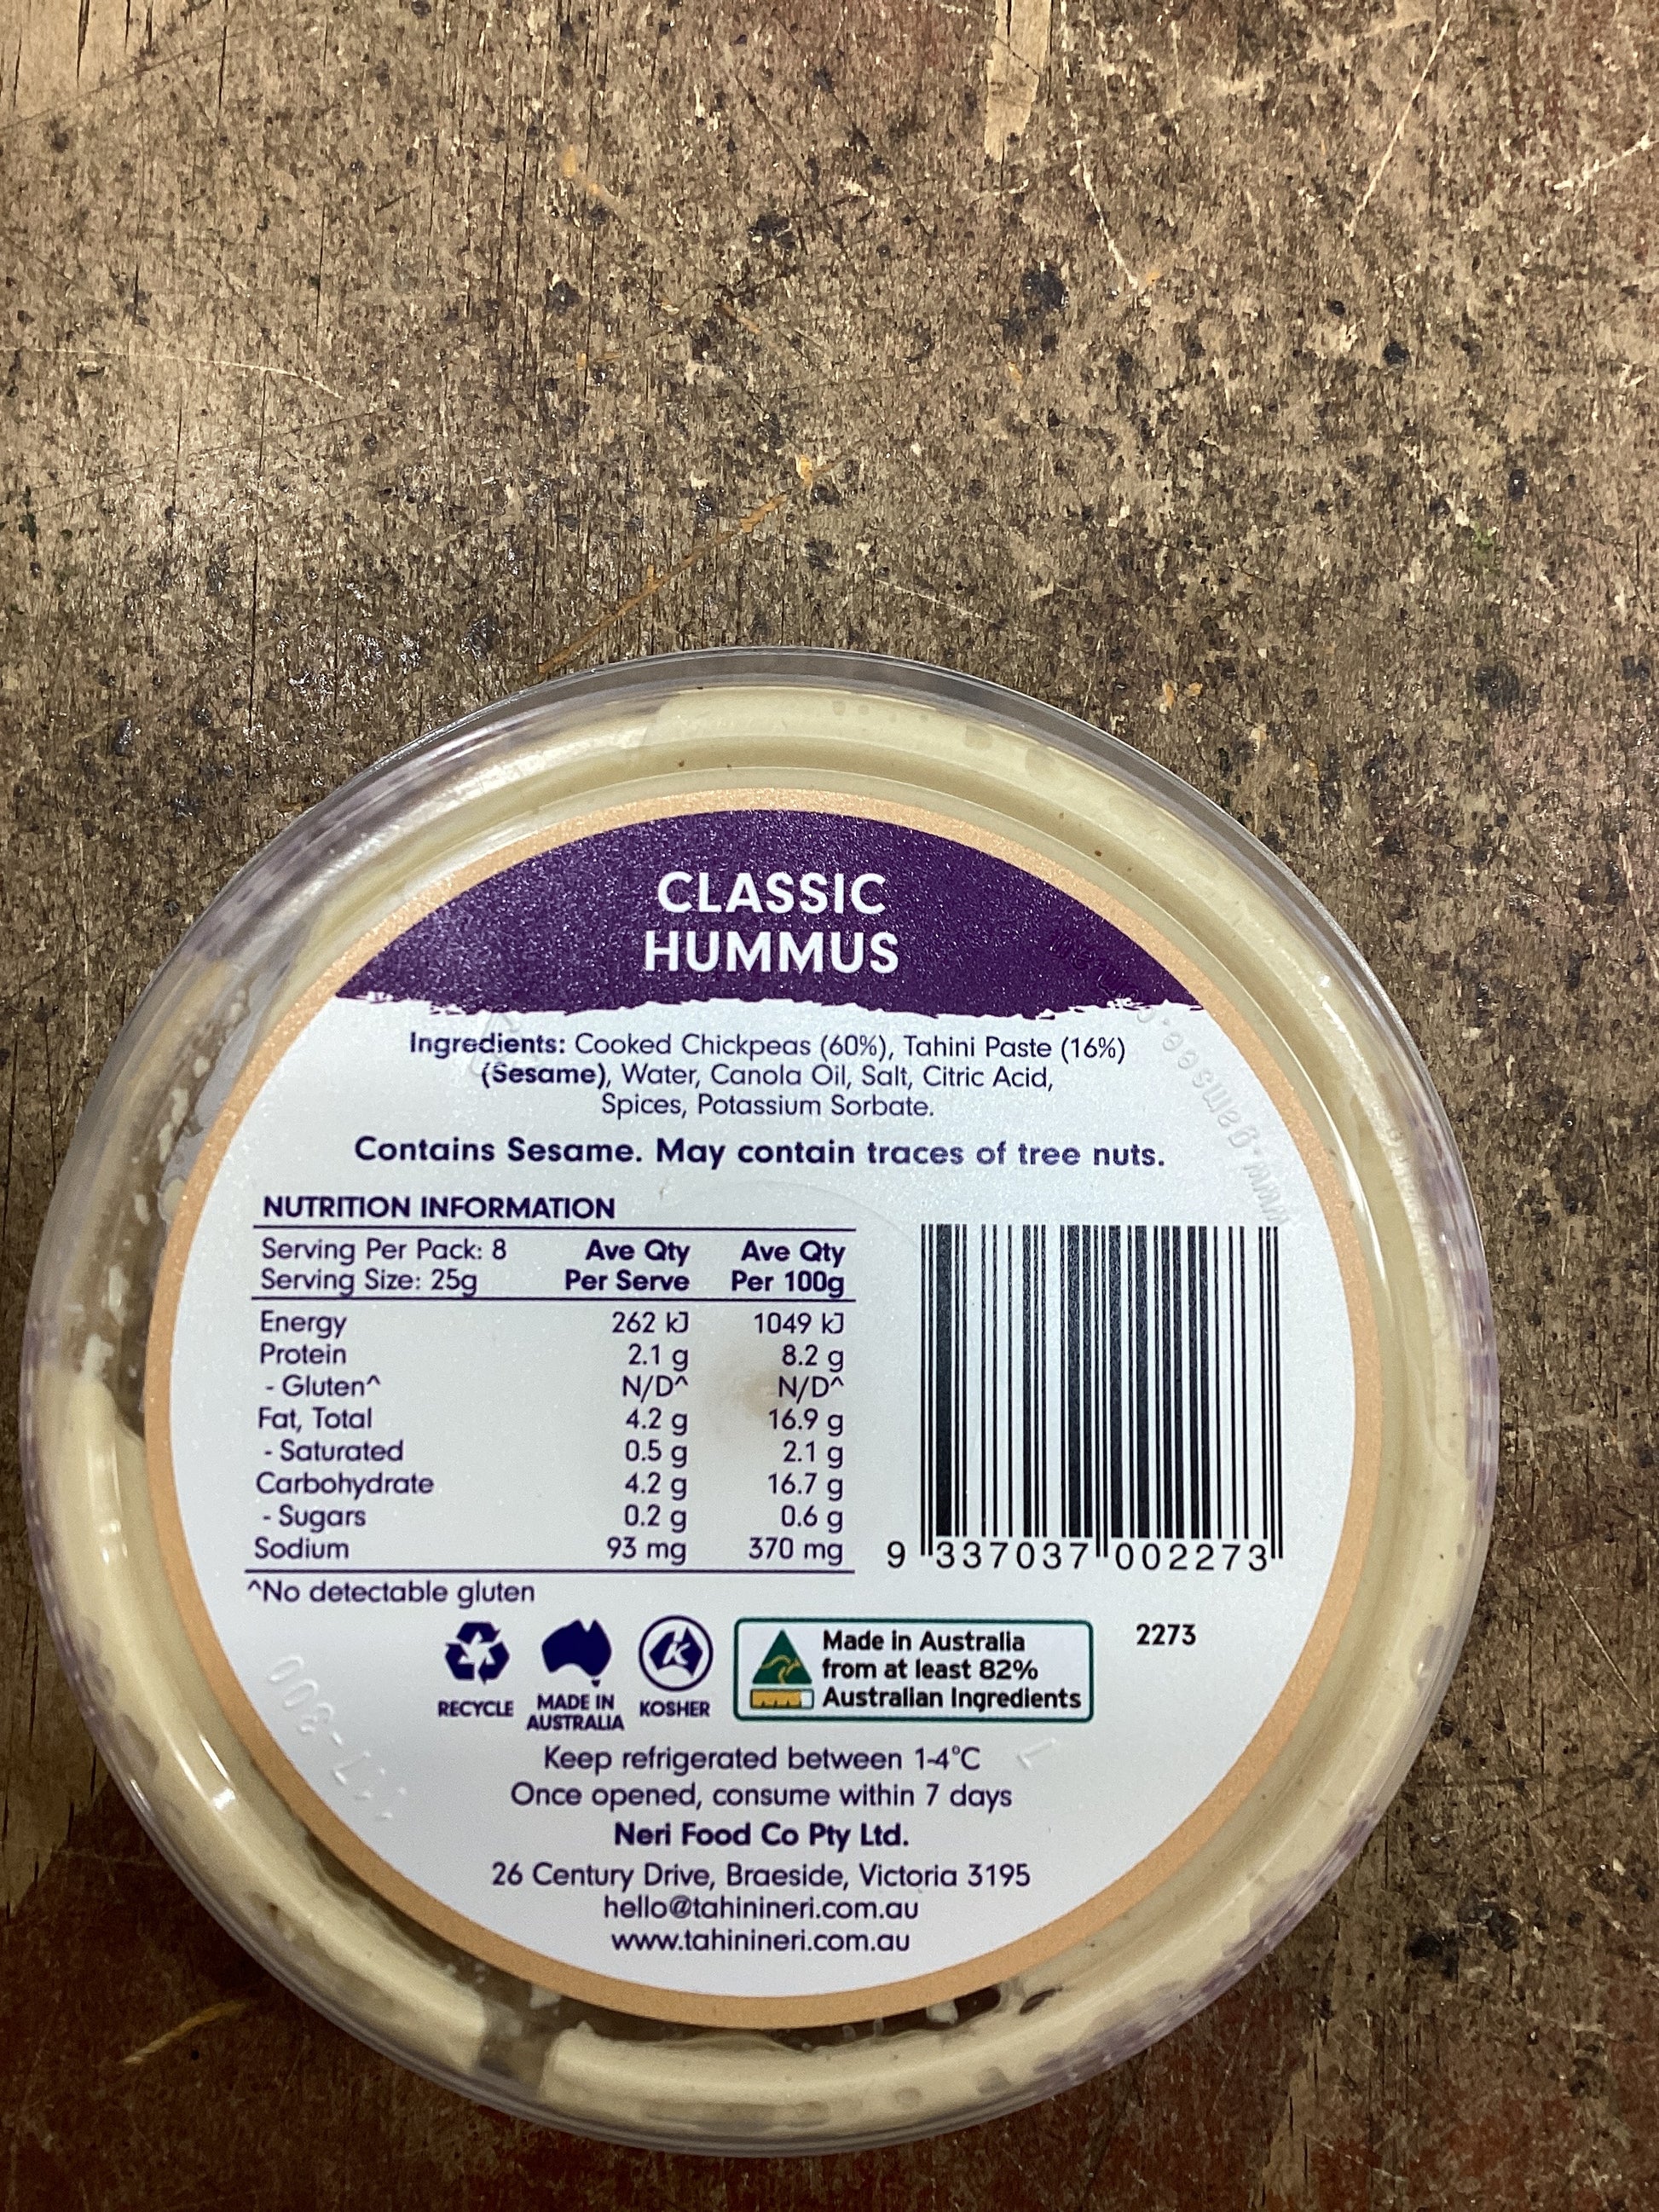 CLASSIC
HUMMUS
Ingredients: Cooked Chickpeas (60%), Tahini Paste (16%)
(Sesame), Water, Canola Oil, Salt, Citric Acid,
Spices, Potassium Sorbate.
Contains Sesame. May contain traces of tree nuts.
NUTRITION INFORMATION
Serving Per Pack: 8 Ave Qty Ave Qty
Serving Size: 25g Per Serve Per 100g
Energy 262 kJ 1049 kJ
Protein 2.1 g 8.2 g
- Gluten^ N/D^ N/D^
Fat, Total 4.2 g 16.9 g
- Saturated 0.5 g 2.1 g
Carbohydrate 4.2 g 16.7 g
- Sugars 0.2 g 0.6 g
Sodium 93 mg 370 mg
^No detectable gluten
9 337037 002273
2273
RECYCLE
MADE IN
AUSTRALIA
K
KOSHER
Made in Australia
from at least 82%
Australian Ingredients
Keep refrigerated between 1-4°C
Once opened, consume within 7 days
Neri Food Co Pty Ltd.
26 Century Drive, Braeside, Victoria 3195
hello@tahinineri.com.au
www.tahinineri.com.au